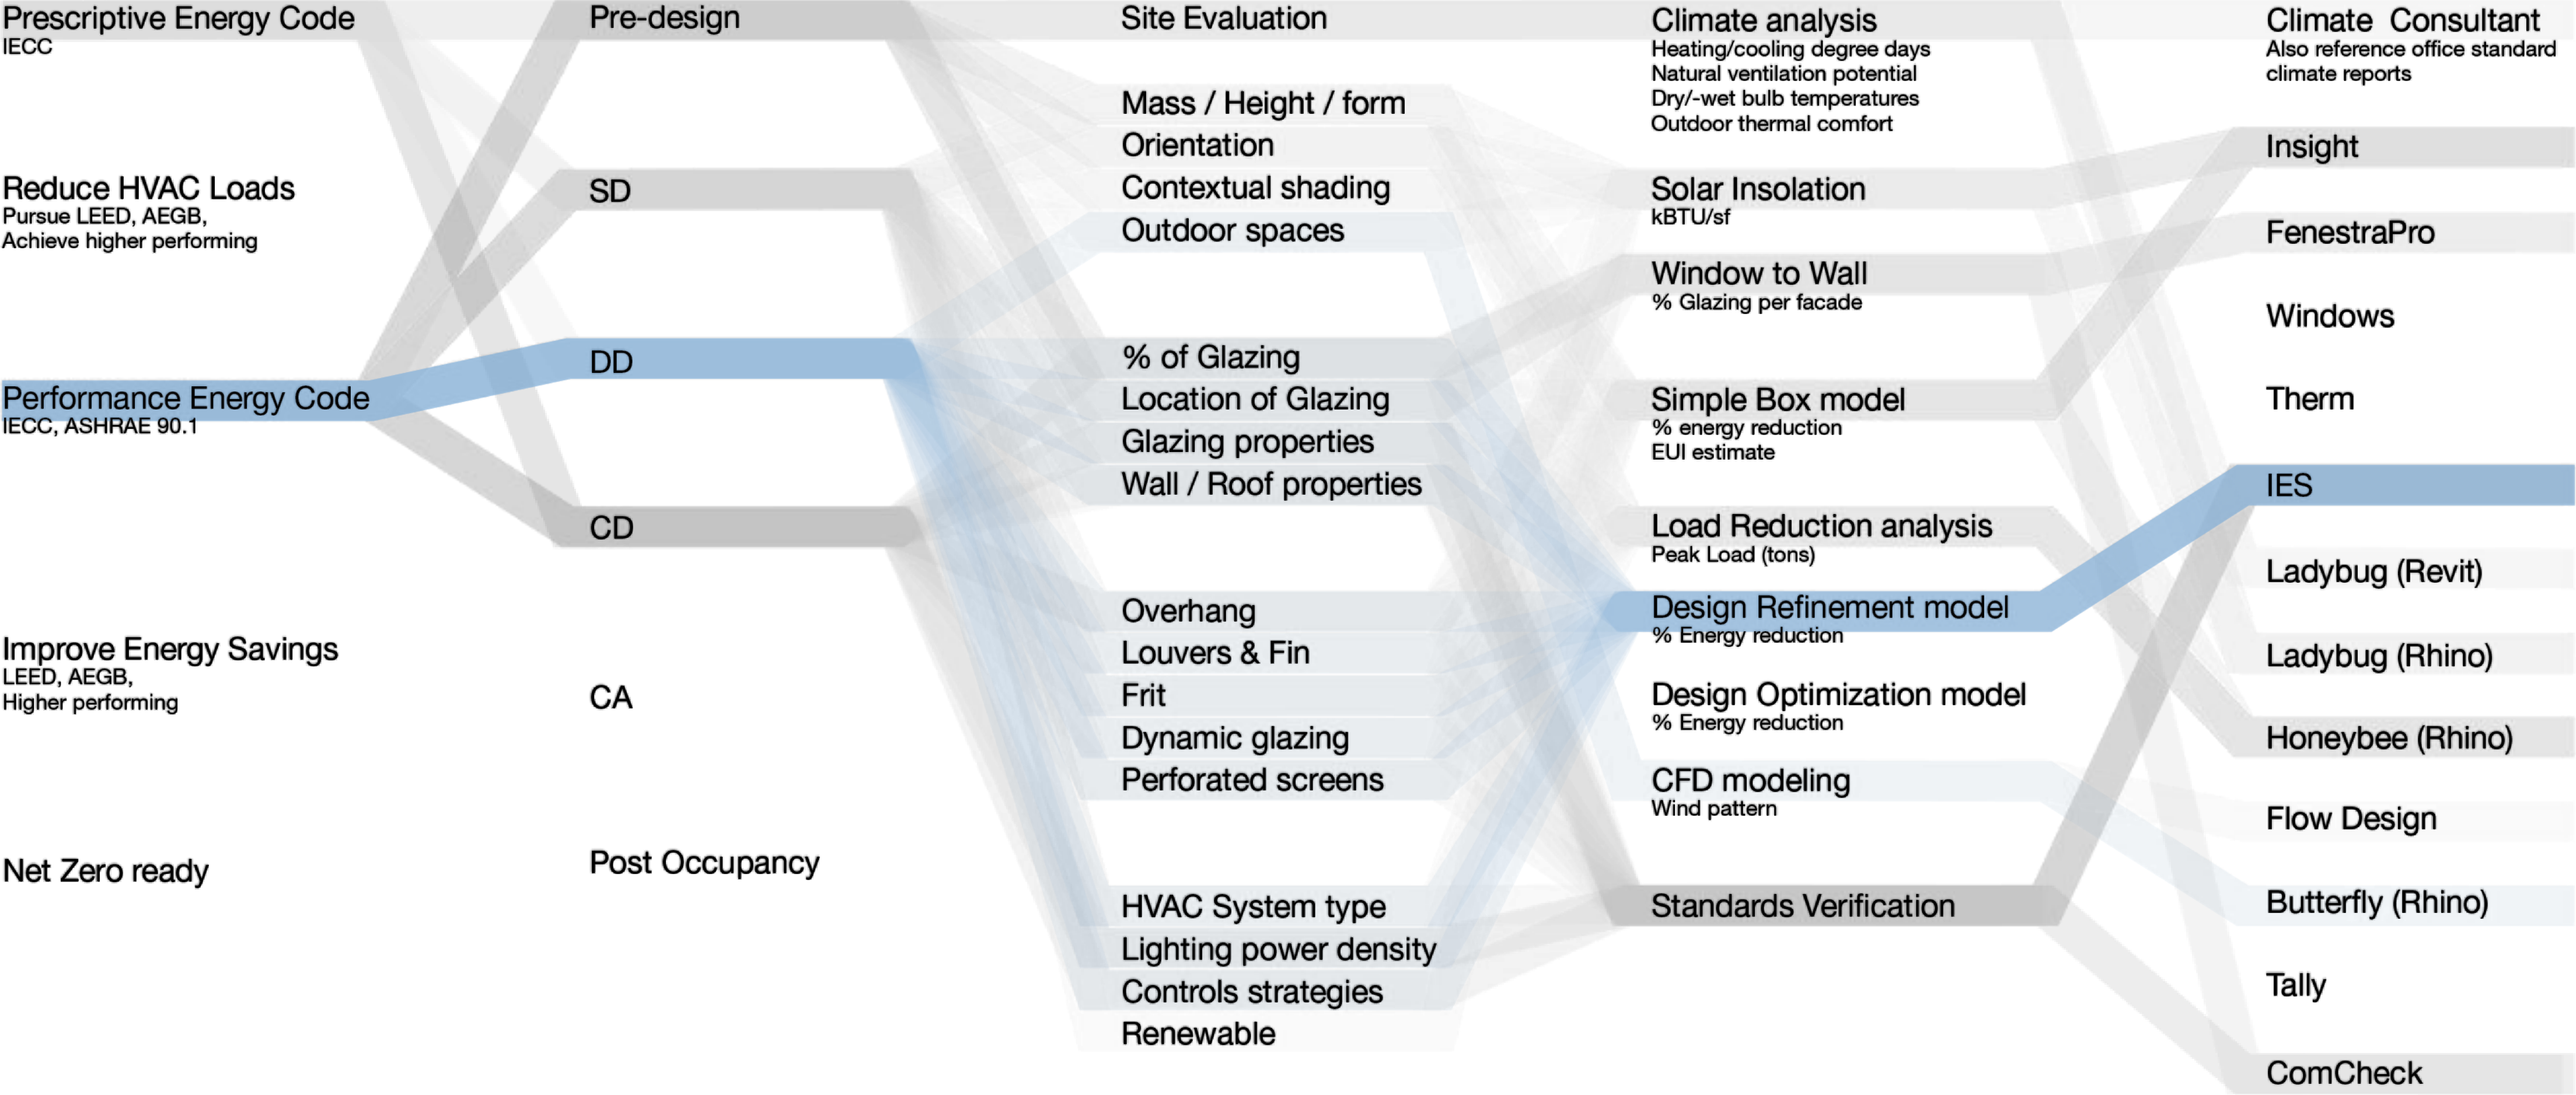 Prescriptive Energy Code
IECC
Reduce HVAC Loads
Pursue LEED, AEGB,
Achieve higher performing
Performance Energy Code
IECC, ASHRAE 90.1
Improve Energy Savings
LEED, AEGB,
Higher performing
Net Zero ready
Pre-design
SD
DD
CD
CA
Post Occupancy
Site Evaluation
Mass / Height / form
Orientation
Contextual shading
Outdoor spaces
% of Glazing
Location of Glazing
Glazing properties
Wall / Roof properties
Overhang
Louvers & Fin
Frit
Dynamic glazing
Perforated screens
HVAC System type
Lighting power density
Controls strategies
Renewable
Climate analysis
Heating/cooling degree days
Natural ventilation potential
Dry/-wet bulb temperatures
Outdoor thermal comfort
Solar Insolation
kBTU/sf
Window to Wall
% Glazing per facade
Simple Box model
% energy reduction
EUI estimate
Load Reduction analysis
Peak Load (tons)
Design Refinement model
% Energy reduction
Design Optimization model
% Energy reduction
CFD modeling
Wind pattern
Standards Verification
Climate  Consultant
Also reference office standard
climate reports
Insight
FenestraPro
Windows
Therm
IES
Ladybug (Revit)
Ladybug (Rhino)
Honeybee (Rhino)
Flow Design
Butterfly (Rhino)
Tally
ComCheck